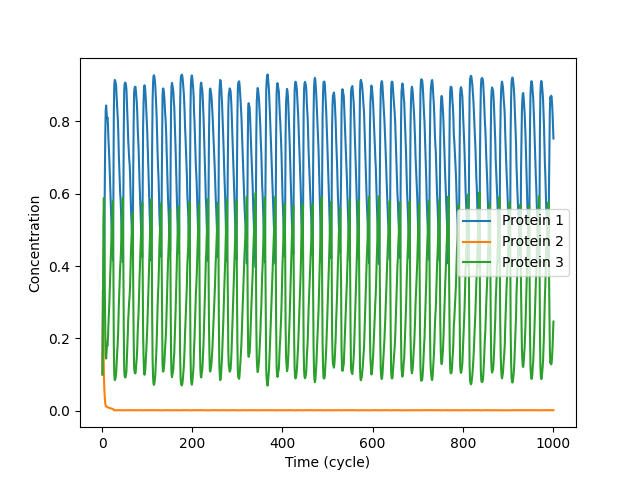 Concentration
0.8
0.6
0.4
0.2
0.0
Protein 1
Protein 2
Protein 3
0 200 400 600 800 1000
Time (cycle)